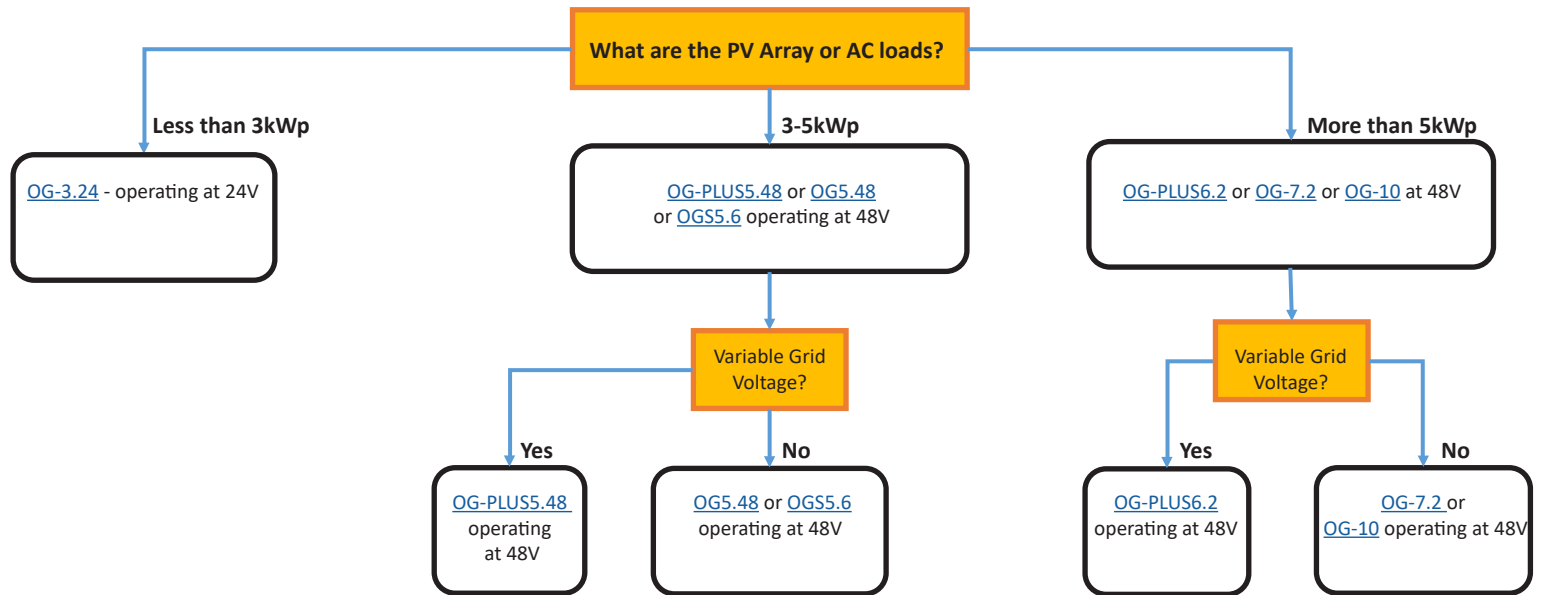 What are the PV Array or AC loads?
Less than 3kWp
3-5kWp
More than 5kWp
OG-3.24 - operating at 24V
OG-PLUS5.48 or OG5.48
or OGS5.6 operating at 48V
OG-PLUS6.2 or OG-7.2 or OG-10 at 48V
Variable Grid
Voltage?
Variable Grid
Voltage?
Yes
No
Yes
No
OG-PLUS5.48
operating
at 48V
OG5.48 or OGS5.6
operating at 48V
OG-PLUS6.2
operating at 48V
OG-7.2 or
OG-10 operating at 48V